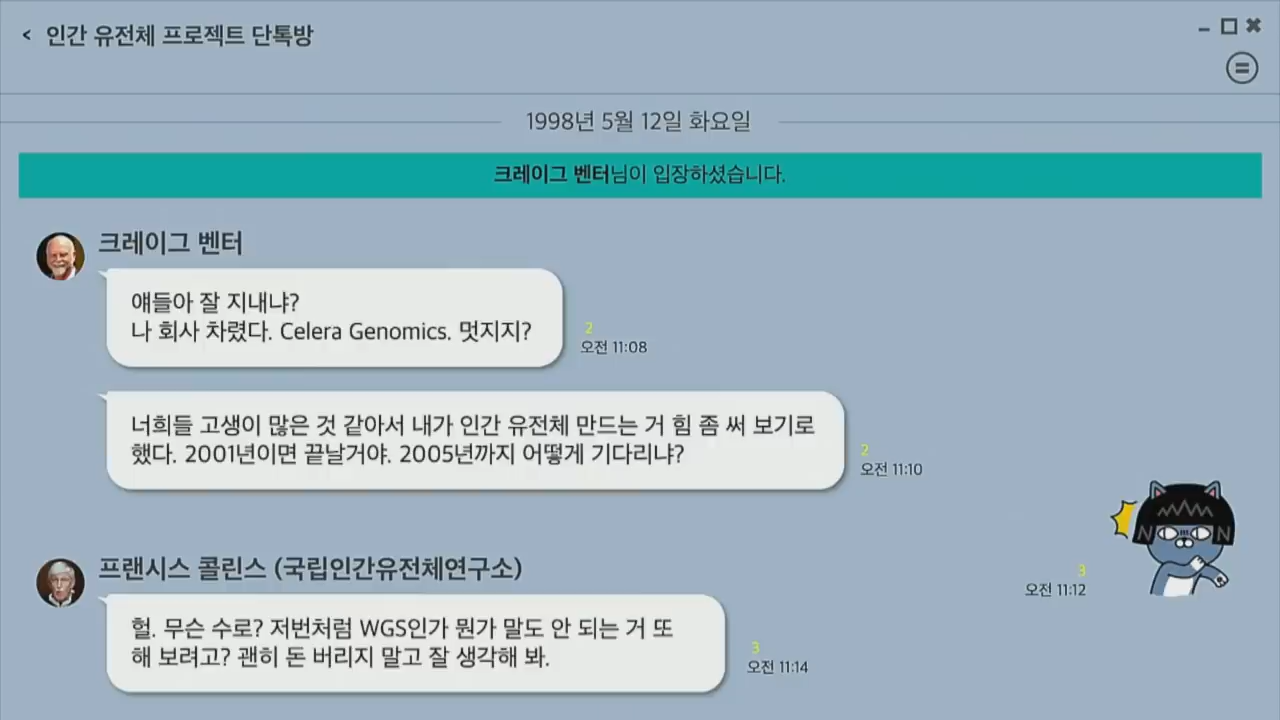 < 인간 유전체 프로젝트 단톡방
1998년 5월 12일 화요일
크레이그 벤터님이 입장하셨습니다.
크레이그 벤터
얘들아 잘 지내냐?
나 회사 차렸다. Celera Genomics. 멋지지?
2
오전 11:08
너희들 고생이 많은 것 같아서 내가 인간 유전체 만드는 거 힘 좀 써 보기로
했다. 2001년이면 끝날거야. 2005년까지 어떻게 기다리냐?
2
오전 11:10
3
오전 11:12
프랜시스 콜린스 (국립인간유전체연구소)
헐. 무슨 수로? 저번처럼 WGS인가 뭔가 말도 안 되는 거 또
해 보려고? 괜히 돈 버리지 말고 잘 생각해 봐.
3
오전 11:14